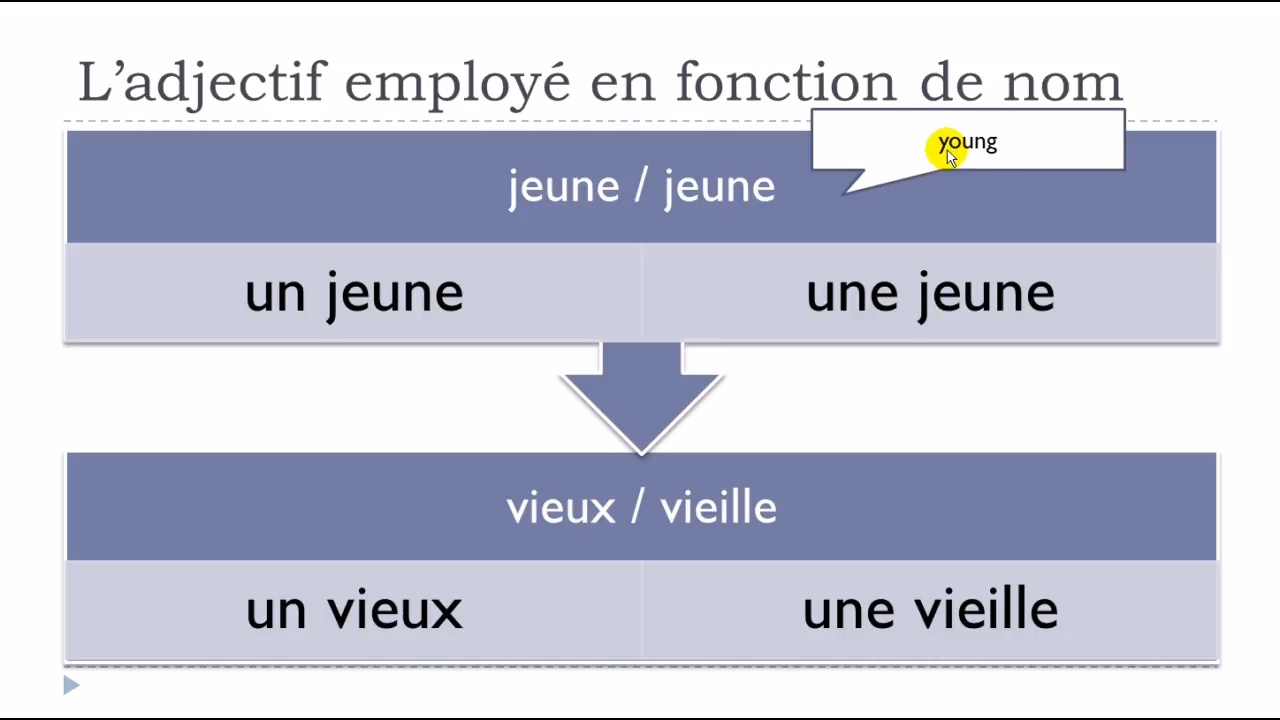 L’adjectif employé en fonction de nom
young
jeune / jeune
un jeune une jeune
vieux / vieille
un vieux une vieille